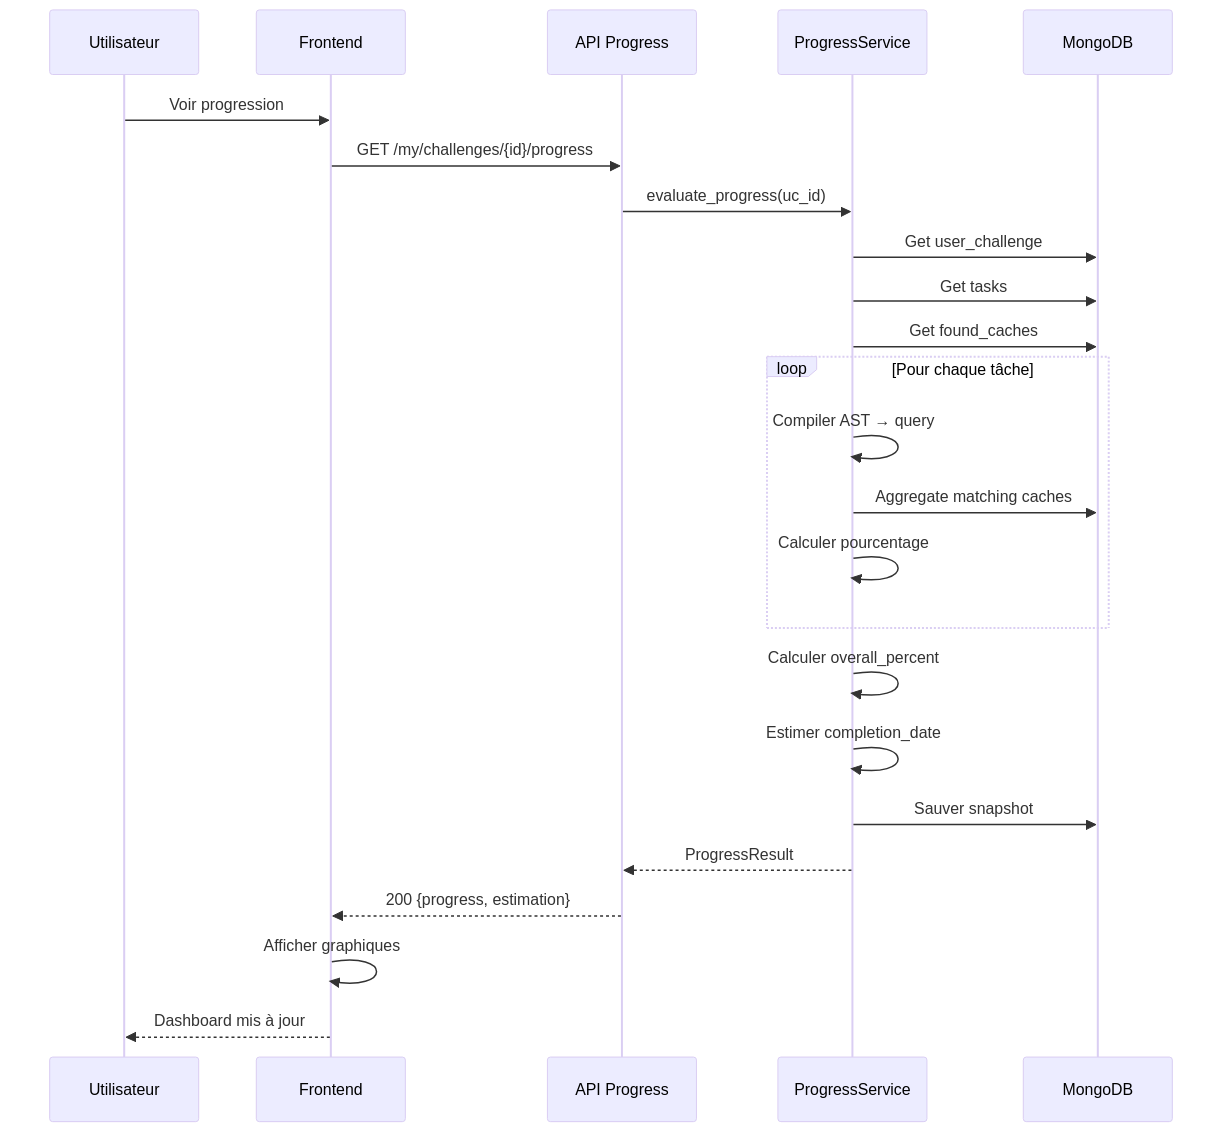 Utilisateur
Frontend
API Progress
ProgressService
MongoDB
Voir progression
GET /my/challenges/{id}/progress
evaluate_progress(uc_id)
Get user_challenge
Get tasks
Get found_caches
loop
[Pour chaque tâche]
Compiler AST → query
Aggregate matching caches
Calculer pourcentage
Calculer overall_percent
Estimer completion_date
Sauver snapshot
ProgressResult
200 {progress, estimation}
Afficher graphiques
Dashboard mis à jour
Utilisateur
Frontend
API Progress
ProgressService
MongoDB